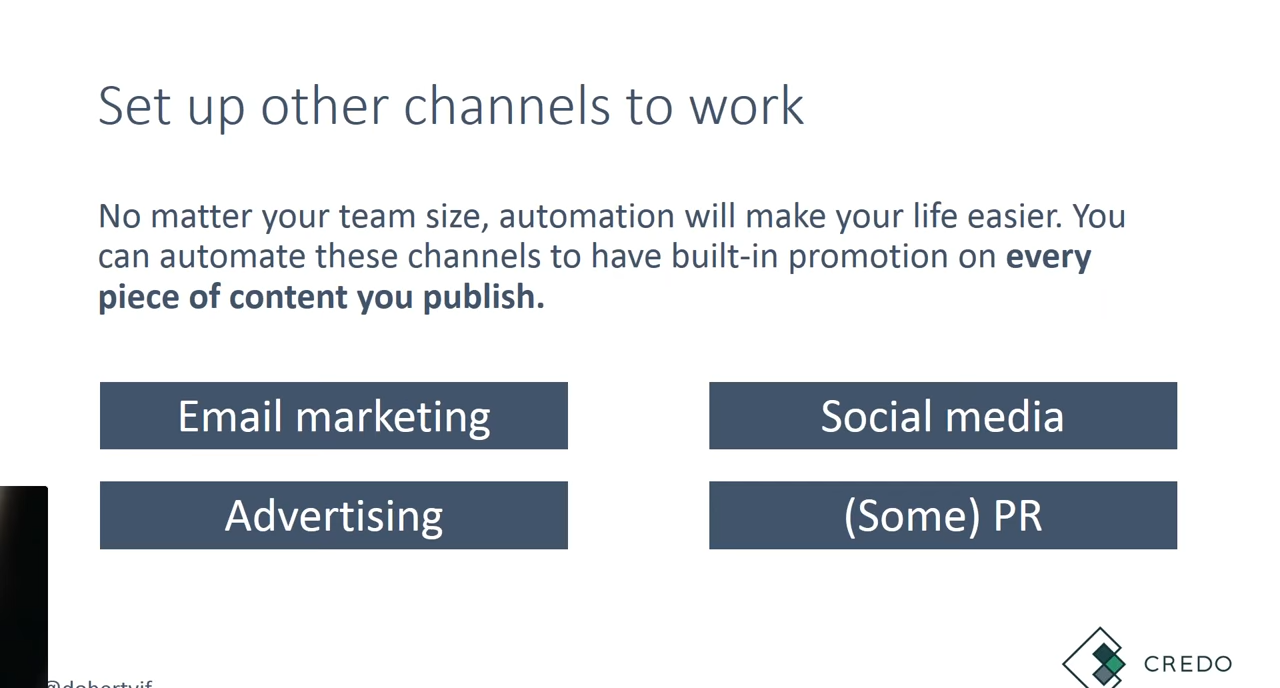 Set up other channels to work
No matter your team size, automation will make your life easier. You
can automate these channels to have built-in promotion on every
piece of content you publish.
Email marketing
Social media
Advertising
(Some) PR
CREDO